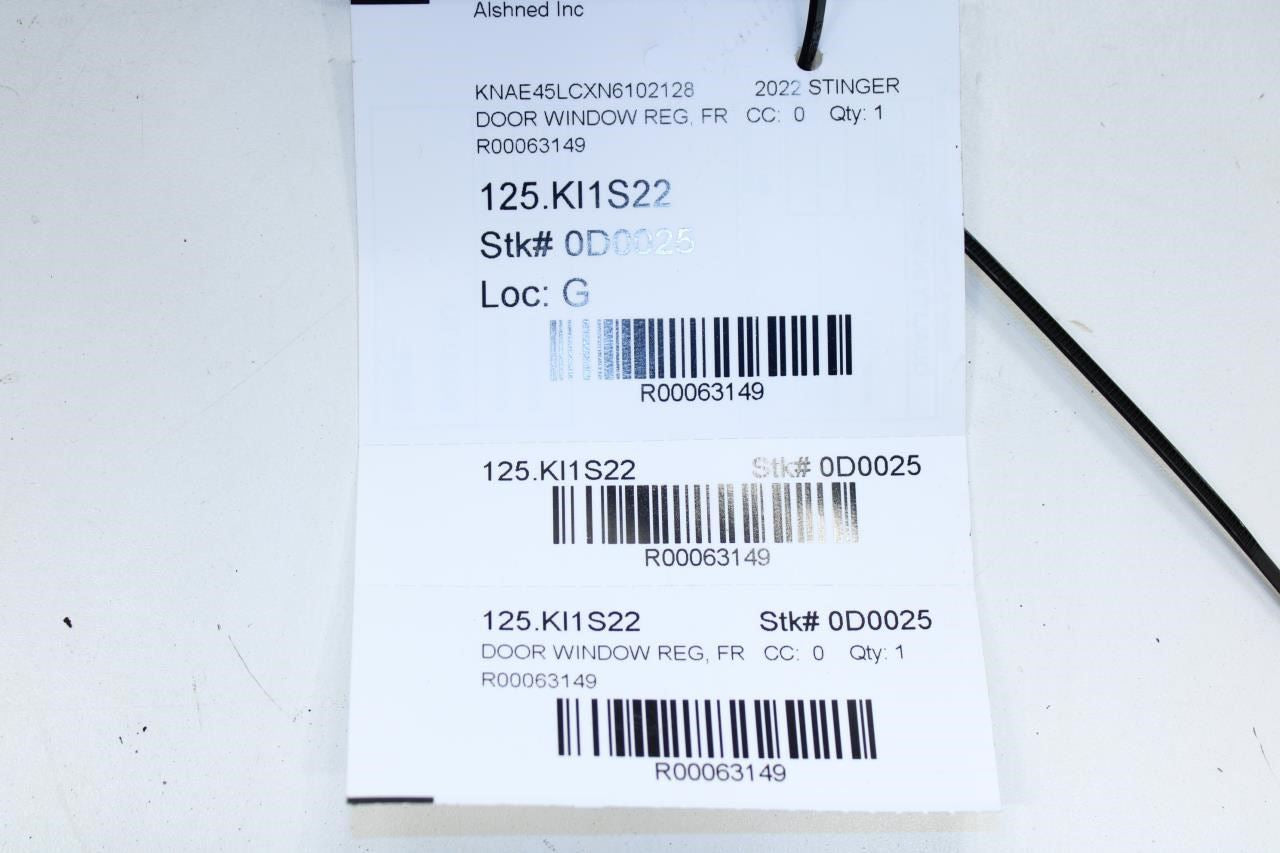 Alshned Inc
KNAE45LCXN6102128 2022 STINGER
DOOR WINDOW REG, FR CC: 0 Qty: 1
R00063149
125.KI1S22
Stk# 0D0025
Loc: G
R00063149
125.KI1S22 Stk# 0D0025
R00063149
125.KI1S22 Stk# 0D0025
DOOR WINDOW REG, FR CC: 0 Qty: 1
R00063149
R00063149